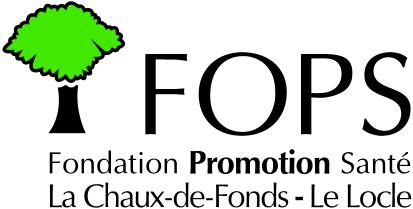 FOPS
Fondation Promotion Santé
La Chaux-de-Fonds - Le Locle